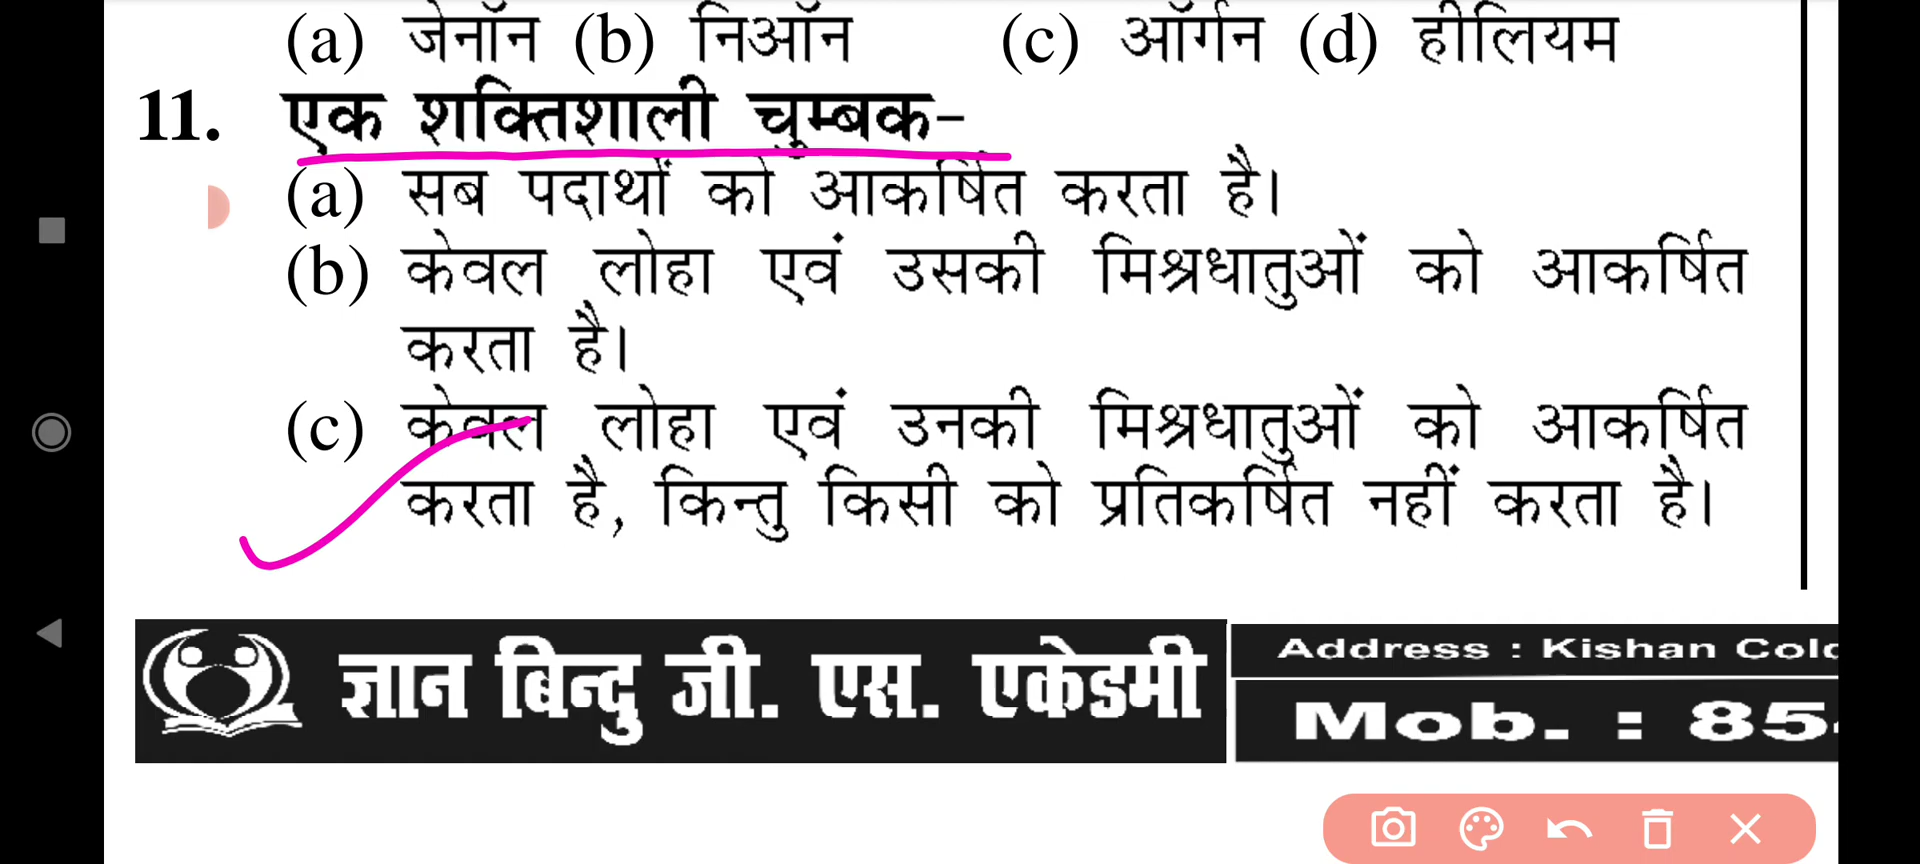 (a) जेनॉन (b) निऑन (c) ऑर्गन (d) हीलियम
11. एक शक्तिशाली चुम्बक–
(a) सब पदार्थों को आकर्षित करता है।
(b) केवल लोहा एवं उसकी मिश्रधातुओं को आकर्षित
करता है।
(c) केवल लोहा एवं उनकी मिश्रधातुओं को आकर्षित
करता है, किन्तु किसी को प्रतिकर्षित नहीं करता है।
ज्ञान बिन्दु जी. एस. एकेडमी
Address : Kishan Cold
Mob. : 85